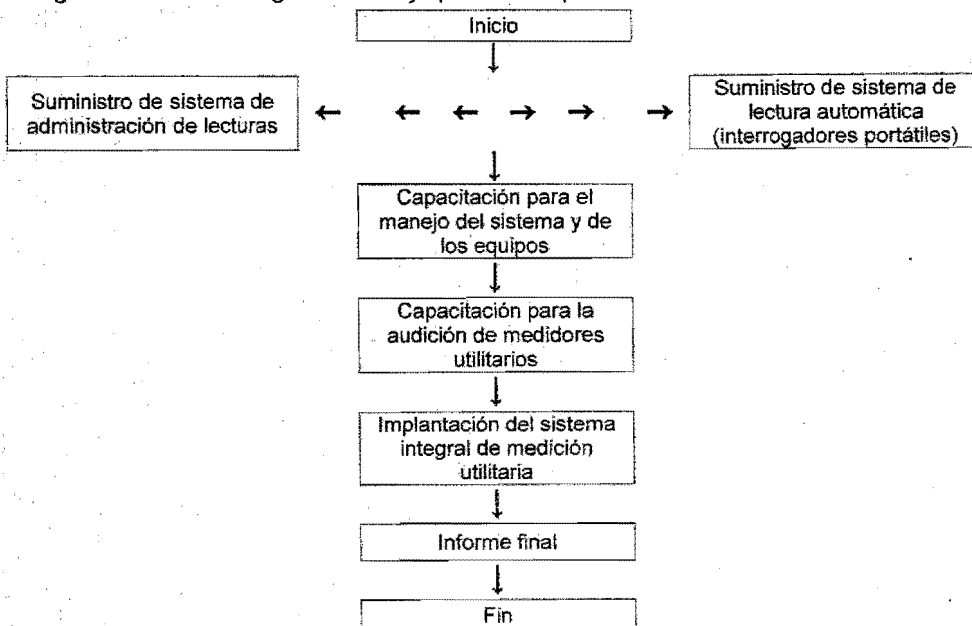 Inicio
Suministro de sistema de
administración de lecturas
Suministro de sistema de
lectura automática
(interrogadores portátiles)
Capacitación para el
manejo del sistema y de
los equipos
Capacitación para la
audición de medidores
utilitarios
Implantación del sistema
integral de medición
utilitaria
Informe final
Fin